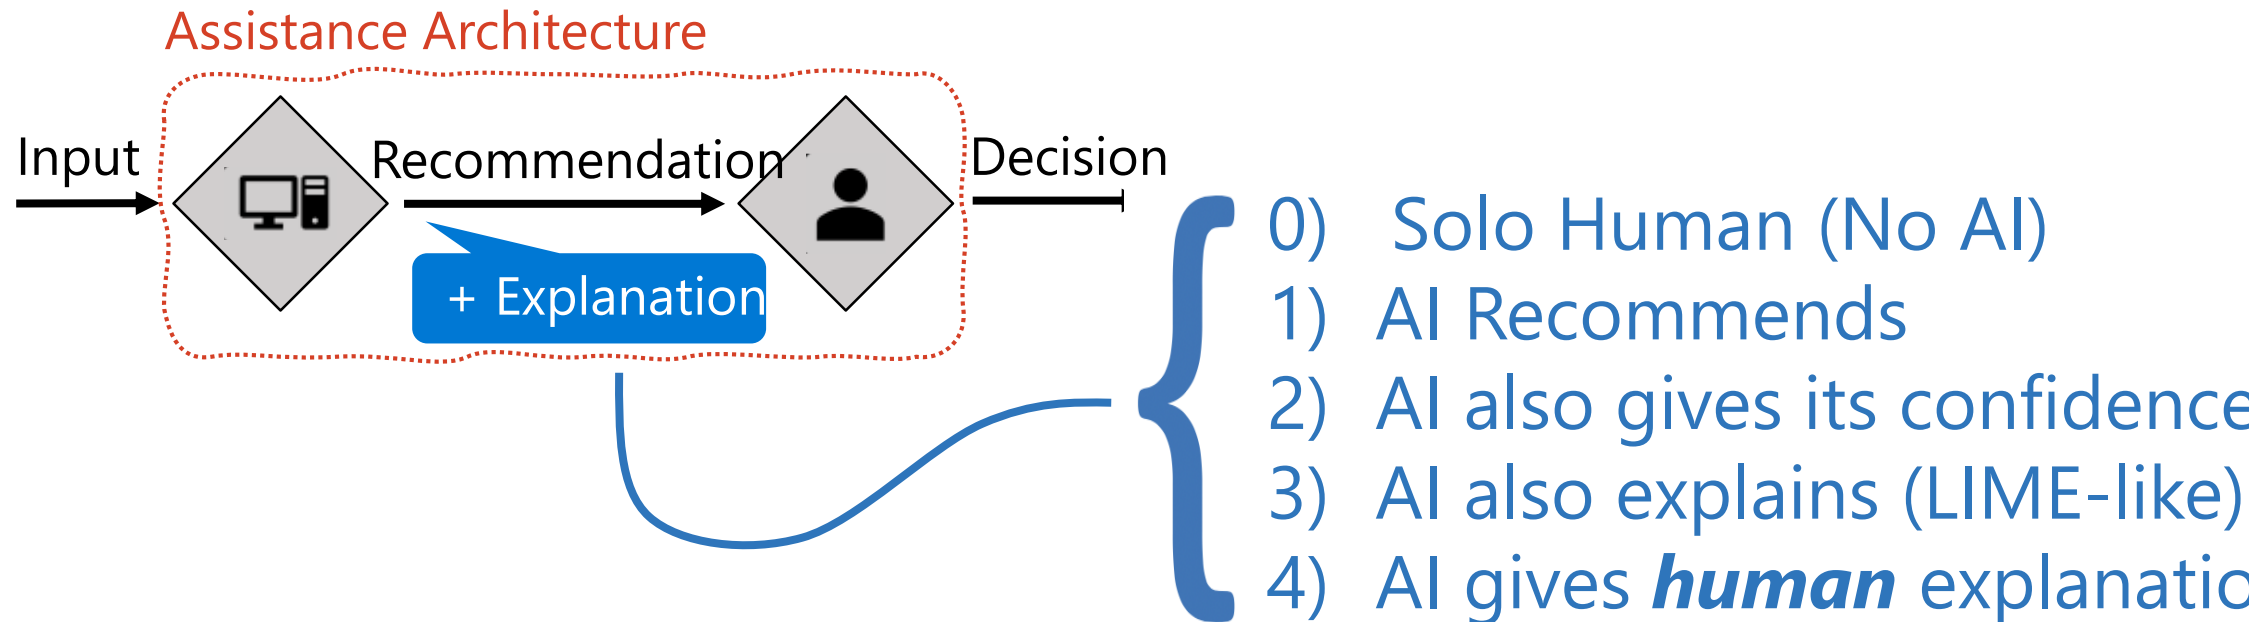 Assistance Architecture
Input
Recommendation
Decision
+ Explanation
0) Solo Human (No AI)
1) AI Recommends
2) AI also gives its confidence
3) AI also explains (LIME-like)
4) AI gives human explanatio